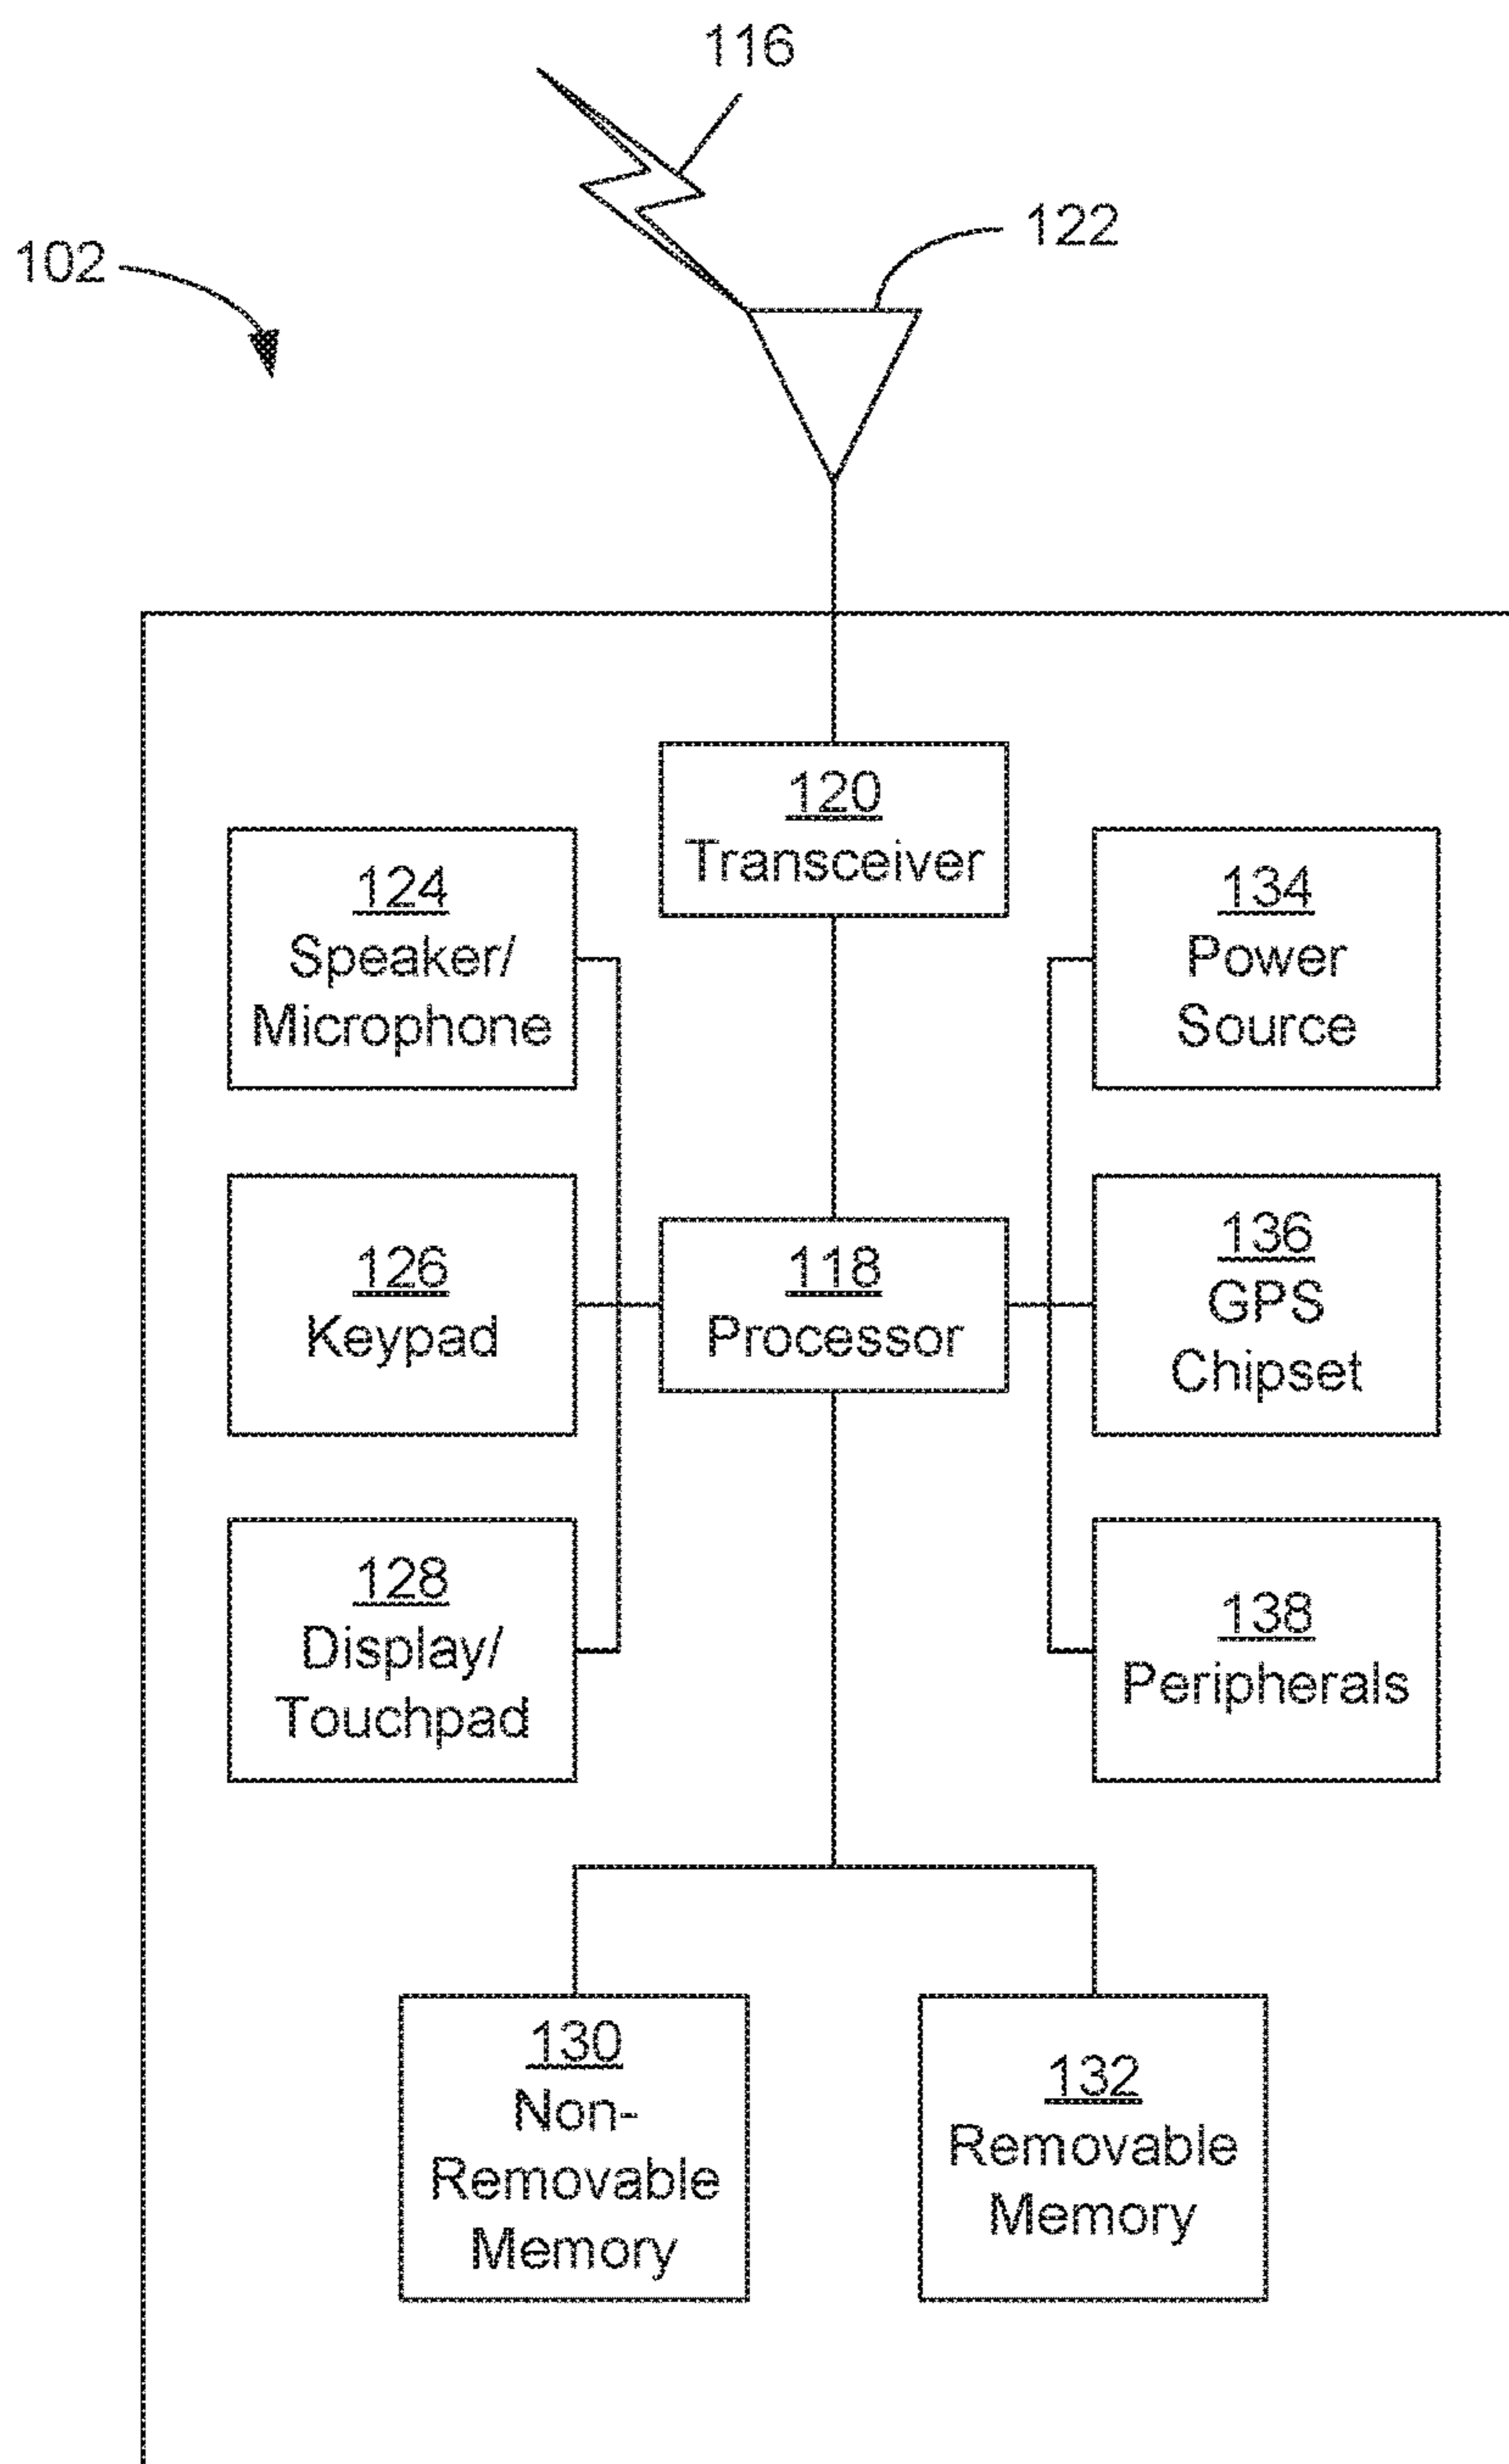 116
122
102
120
Transceiver
124
Speaker/
Microphone
134
Power
Source
126
Keypad
118
Processor
136
GPS
Chipset
128
Display/
Touchpad
138
Peripherals
130
Non-
Removable
Memory
132
Removable
Memory